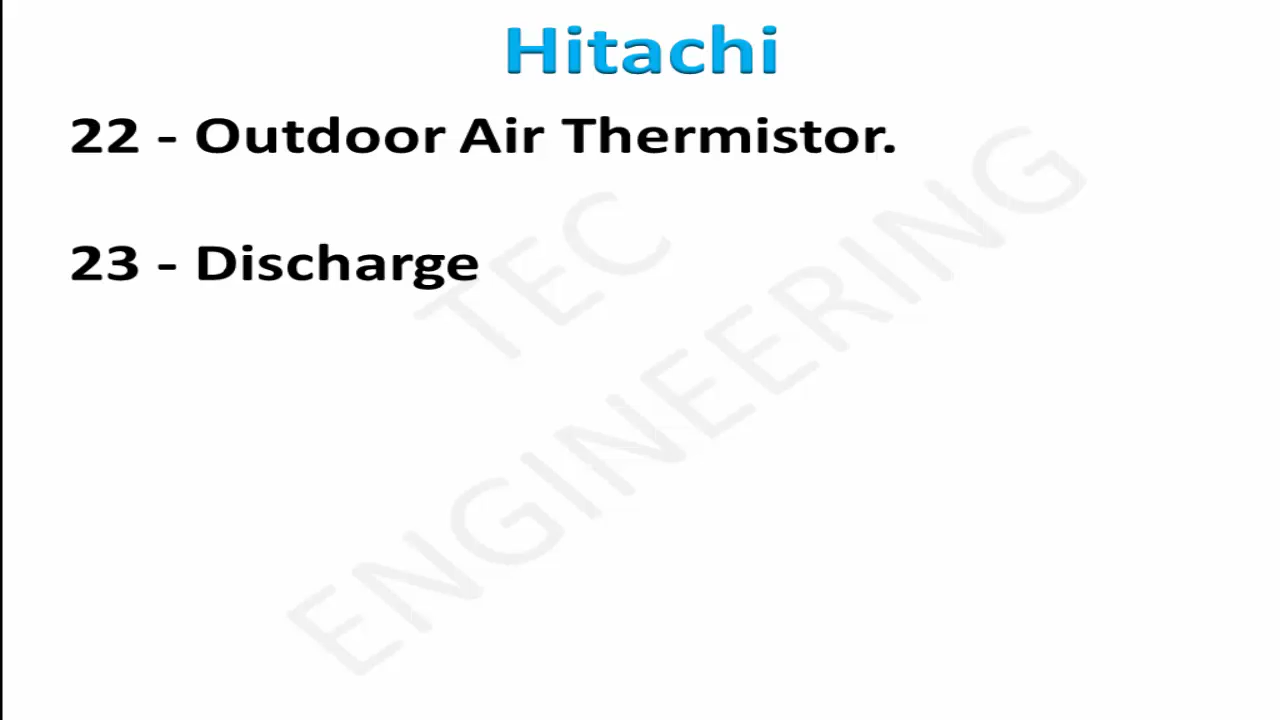 Hitachi
22 - Outdoor Air Thermistor.
23 - Discharge
TEC
ENGINEERING